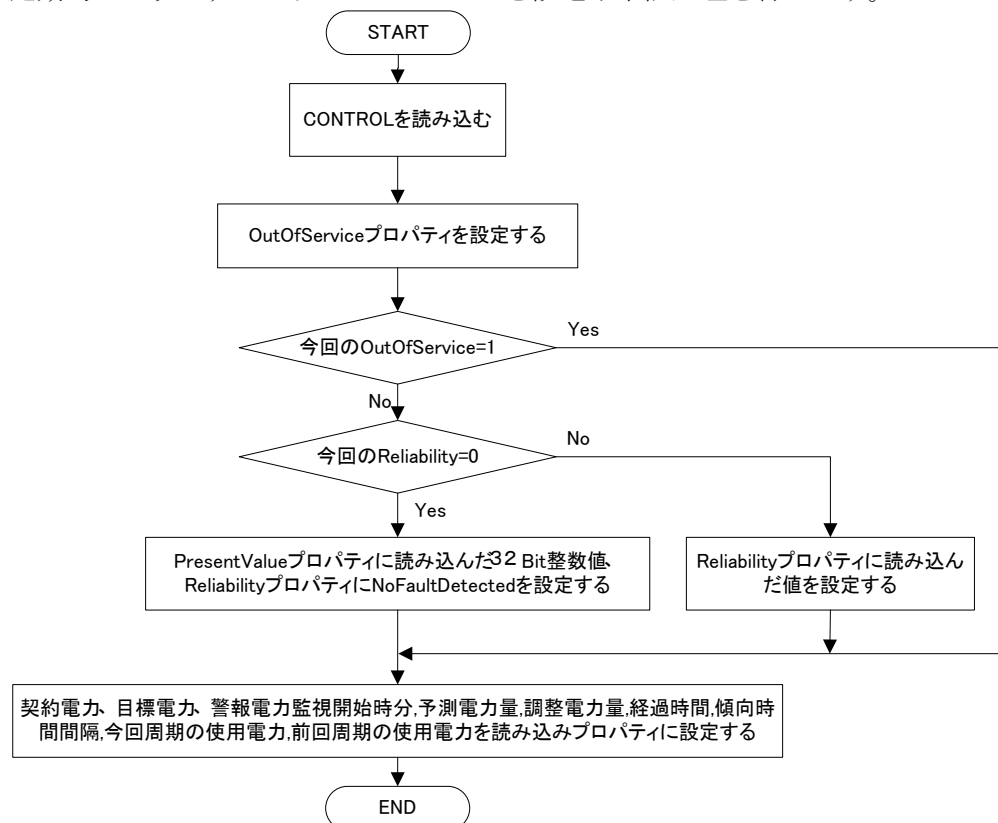 START
CONTROLを読み込む
OutOfServiceプロパティを設定する
今回のOutOfService=1
Yes
No
今回のReliability=0
No
Yes
PresentValueプロパティに読み込んだ32 Bit整数値、
ReliabilityプロパティにNoFaultDetectedを設定する
Reliabilityプロパティに読み込ん
だ値を設定する
契約電力、目標電力、警報電力監視開始時分,予測電力量,調整電力量,経過時間,傾向時
間間隔,今回周期の使用電力,前回周期の使用電力を読み込みプロパティに設定する
END